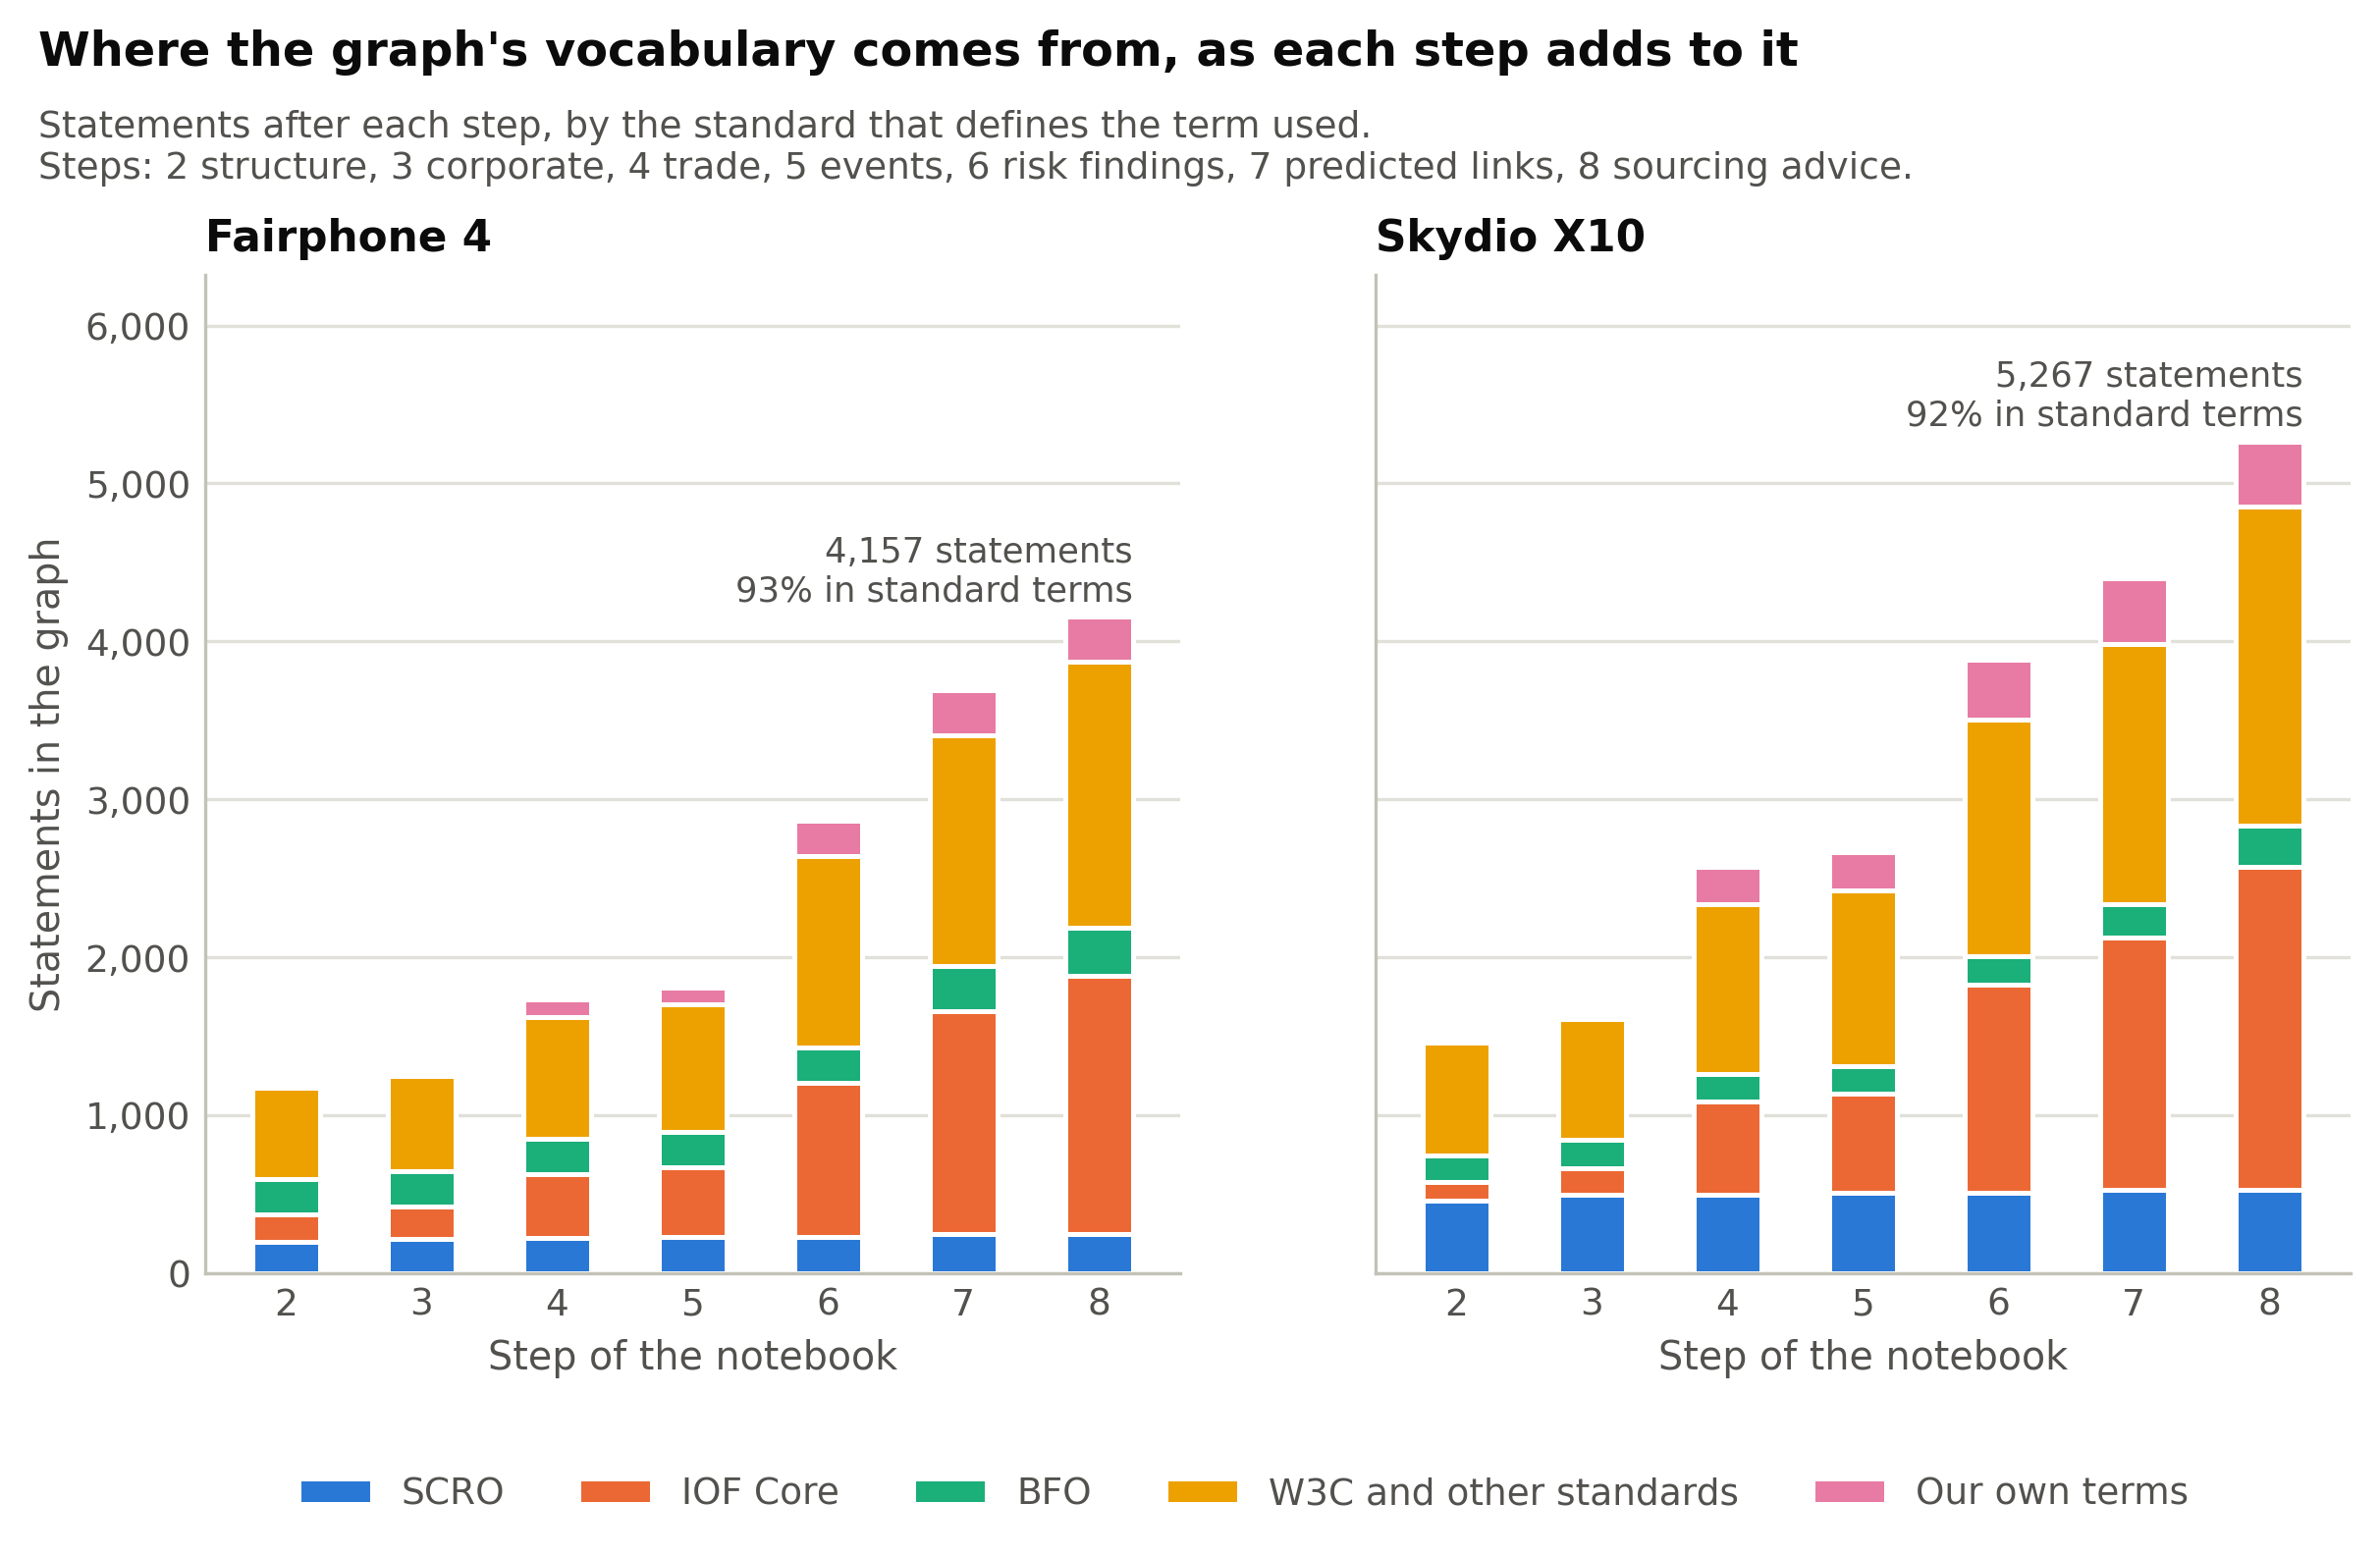 Where the graph's vocabulary comes from, as each step adds to it
Statements after each step, by the standard that defines the term used.
Steps: 2 structure, 3 corporate, 4 trade, 5 events, 6 risk findings, 7 predicted links, 8 sourcing advice.
Fairphone 4
Statements in the graph
6,000
5,000
4,000
3,000
2,000
1,000
0
4,157 statements
93% in standard terms
2 3 4 5 6 7 8
Step of the notebook
Skydio X10
5,267 statements
92% in standard terms
2 3 4 5 6 7 8
Step of the notebook
SCRO IOF Core BFO W3C and other standards Our own terms